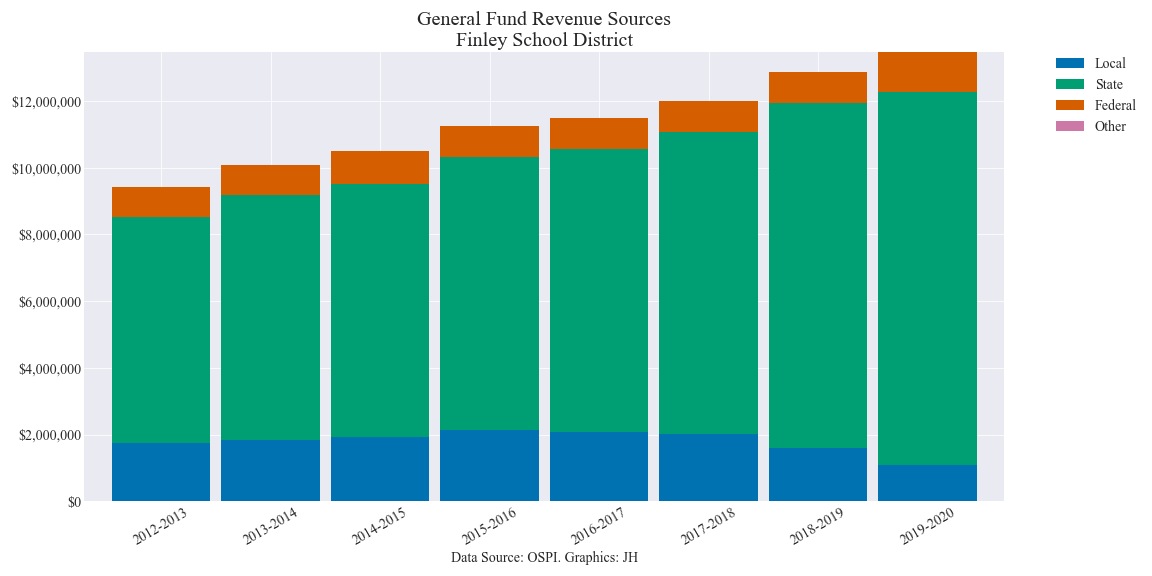 General Fund Revenue Sources
Finley School District
Local
State
Federal
Other
$12,000,000
$10,000,000
$8,000,000
$6,000,000
$4,000,000
$2,000,000
$0
2012-2013
2013-2014
2014-2015
2015-2016
2016-2017
2017-2018
2018-2019
2019-2020
Data Source: OSPI. Graphics: JH